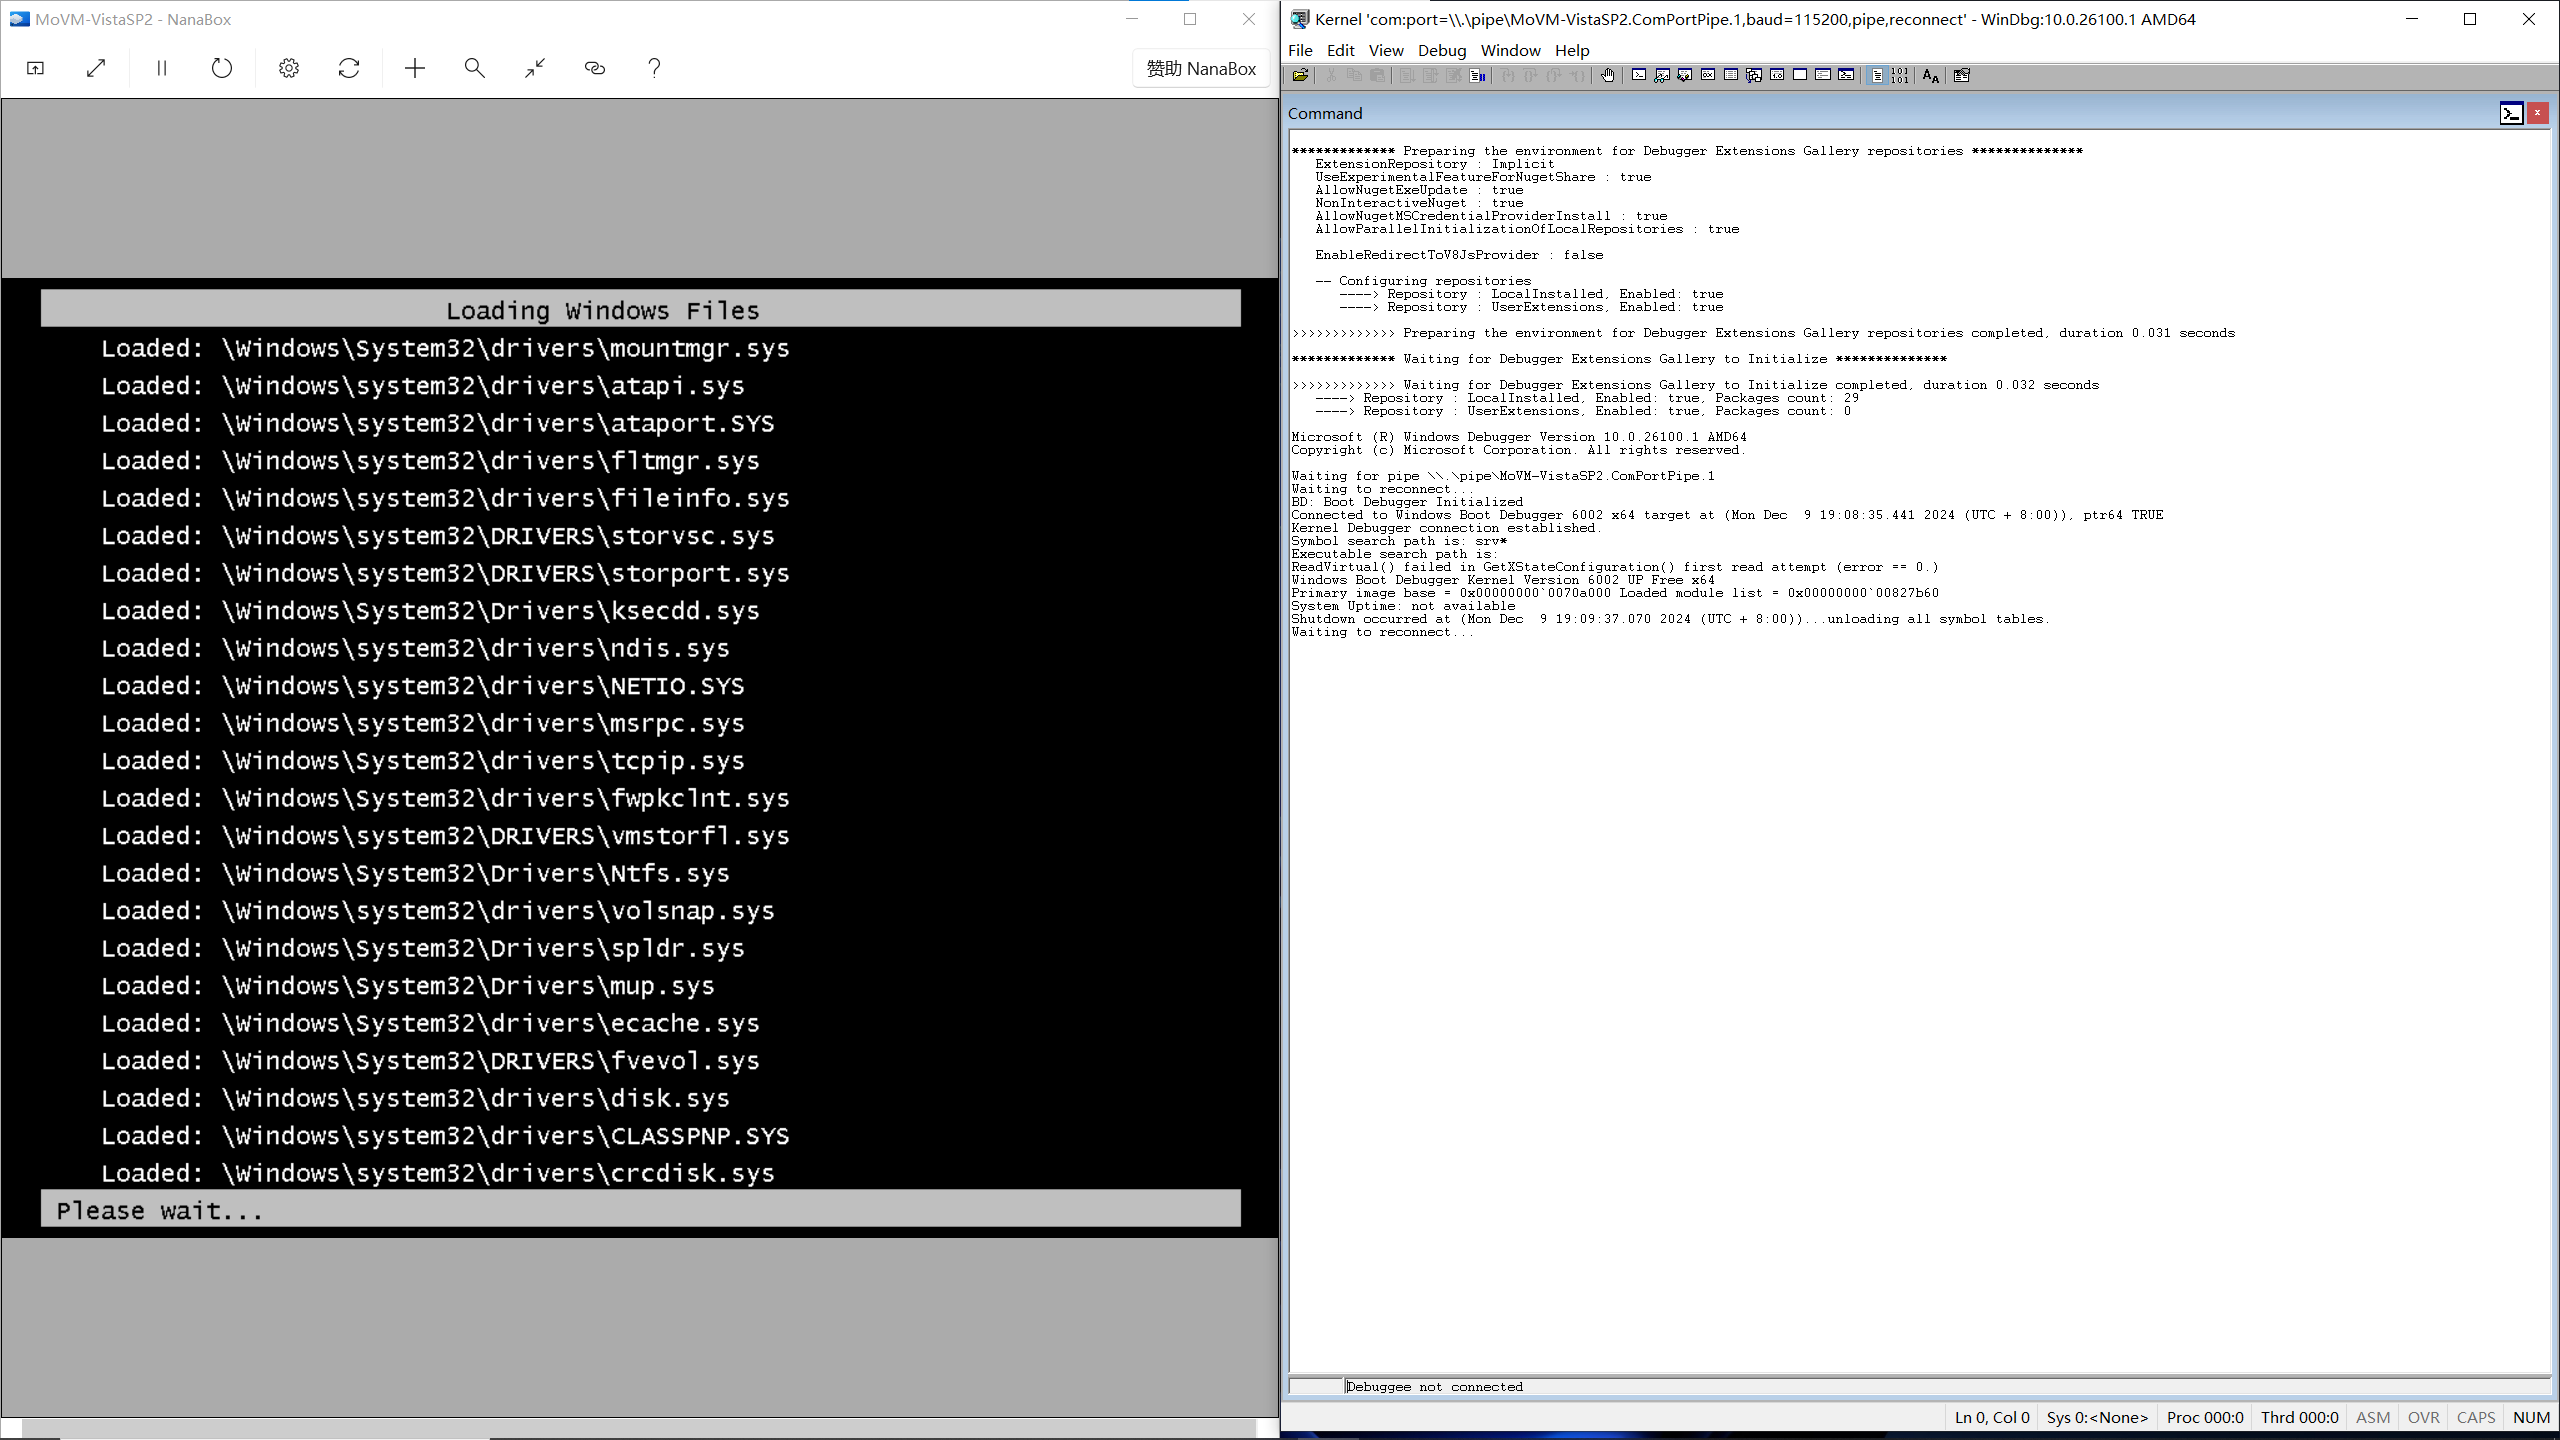 MoVM-VistaSP2 - NanaBox
赞助 NanaBox
Loading Windows Files
Loaded: \Windows\System32\drivers\mountmgr.sys
Loaded: \Windows\system32\drivers\atapi.sys
Loaded: \Windows\system32\drivers\ataport.SYS
Loaded: \Windows\system32\drivers\fltmgr.sys
Loaded: \Windows\system32\drivers\fileinfo.sys
Loaded: \Windows\system32\DRIVERS\storvsc.sys
Loaded: \Windows\system32\DRIVERS\storport.sys
Loaded: \Windows\System32\Drivers\ksecdd.sys
Loaded: \Windows\system32\drivers\ndis.sys
Loaded: \Windows\system32\drivers\NETIO.SYS
Loaded: \Windows\system32\drivers\msrpc.sys
Loaded: \Windows\System32\drivers\tcpip.sys
Loaded: \Windows\System32\drivers\fwpkclnt.sys
Loaded: \Windows\system32\DRIVERS\vmstorfl.sys
Loaded: \Windows\System32\Drivers\Ntfs.sys
Loaded: \Windows\system32\drivers\volsnap.sys
Loaded: \Windows\System32\Drivers\spldr.sys
Loaded: \Windows\System32\Drivers\mup.sys
Loaded: \Windows\System32\drivers\ecache.sys
Loaded: \Windows\System32\DRIVERS\fvevol.sys
Loaded: \Windows\system32\drivers\disk.sys
Loaded: \Windows\system32\drivers\CLASSPNP.SYS
Loaded: \Windows\system32\drivers\crcdisk.sys
Please wait...
Kernel 'com:port=\\.\pipe\MoVM-VistaSP2.ComPortPipe.1,baud=115200,pipe,reconnect' - WinDbg:10.0.26100.1 AMD64
File Edit View Debug Window Help
Command
************* Preparing the environment for Debugger Extensions Gallery repositories **************
ExtensionRepository : Implicit
UseExperimentalFeatureForNugetShare : true
AllowNugetExeUpdate : true
NonInteractiveNuget : true
AllowNugetMSCredentialProviderInstall : true
AllowParallelInitializationOfLocalRepositories : true
EnableRedirectToV8JsProvider : false
-- Configuring repositories
----> Repository : LocalInstalled, Enabled: true
----> Repository : UserExtensions, Enabled: true
>>>>>>>>>>>>> Preparing the environment for Debugger Extensions Gallery repositories completed, duration 0.031 seconds
************* Waiting for Debugger Extensions Gallery to Initialize **************
>>>>>>>>>>>>> Waiting for Debugger Extensions Gallery to Initialize completed, duration 0.032 seconds
----> Repository : LocalInstalled, Enabled: true, Packages count: 29
----> Repository : UserExtensions, Enabled: true, Packages count: 0
Microsoft (R) Windows Debugger Version 10.0.26100.1 AMD64
Copyright (c) Microsoft Corporation. All rights reserved.
Waiting for pipe \\.\pipe\MoVM-VistaSP2.ComPortPipe.1
Waiting to reconnect...
BD: Boot Debugger Initialized
Connected to Windows Boot Debugger 6002 x64 target at (Mon Dec  9 19:08:35.441 2024 (UTC + 8:00)), ptr64 TRUE
Kernel Debugger connection established.
Symbol search path is: srv*
Executable search path is:
ReadVirtual() failed in GetXStateConfiguration() first read attempt (error == 0.)
Windows Boot Debugger Kernel Version 6002 UP Free x64
Primary image base = 0x00000000`0070a000 Loaded module list = 0x00000000`00827b60
System Uptime: not available
Shutdown occurred at (Mon Dec  9 19:09:37.070 2024 (UTC + 8:00))...unloading all symbol tables.
Waiting to reconnect...
Debuggee not connected
Ln 0, Col 0 Sys 0:<None> Proc 000:0 Thrd 000:0 ASM OVR CAPS NUM